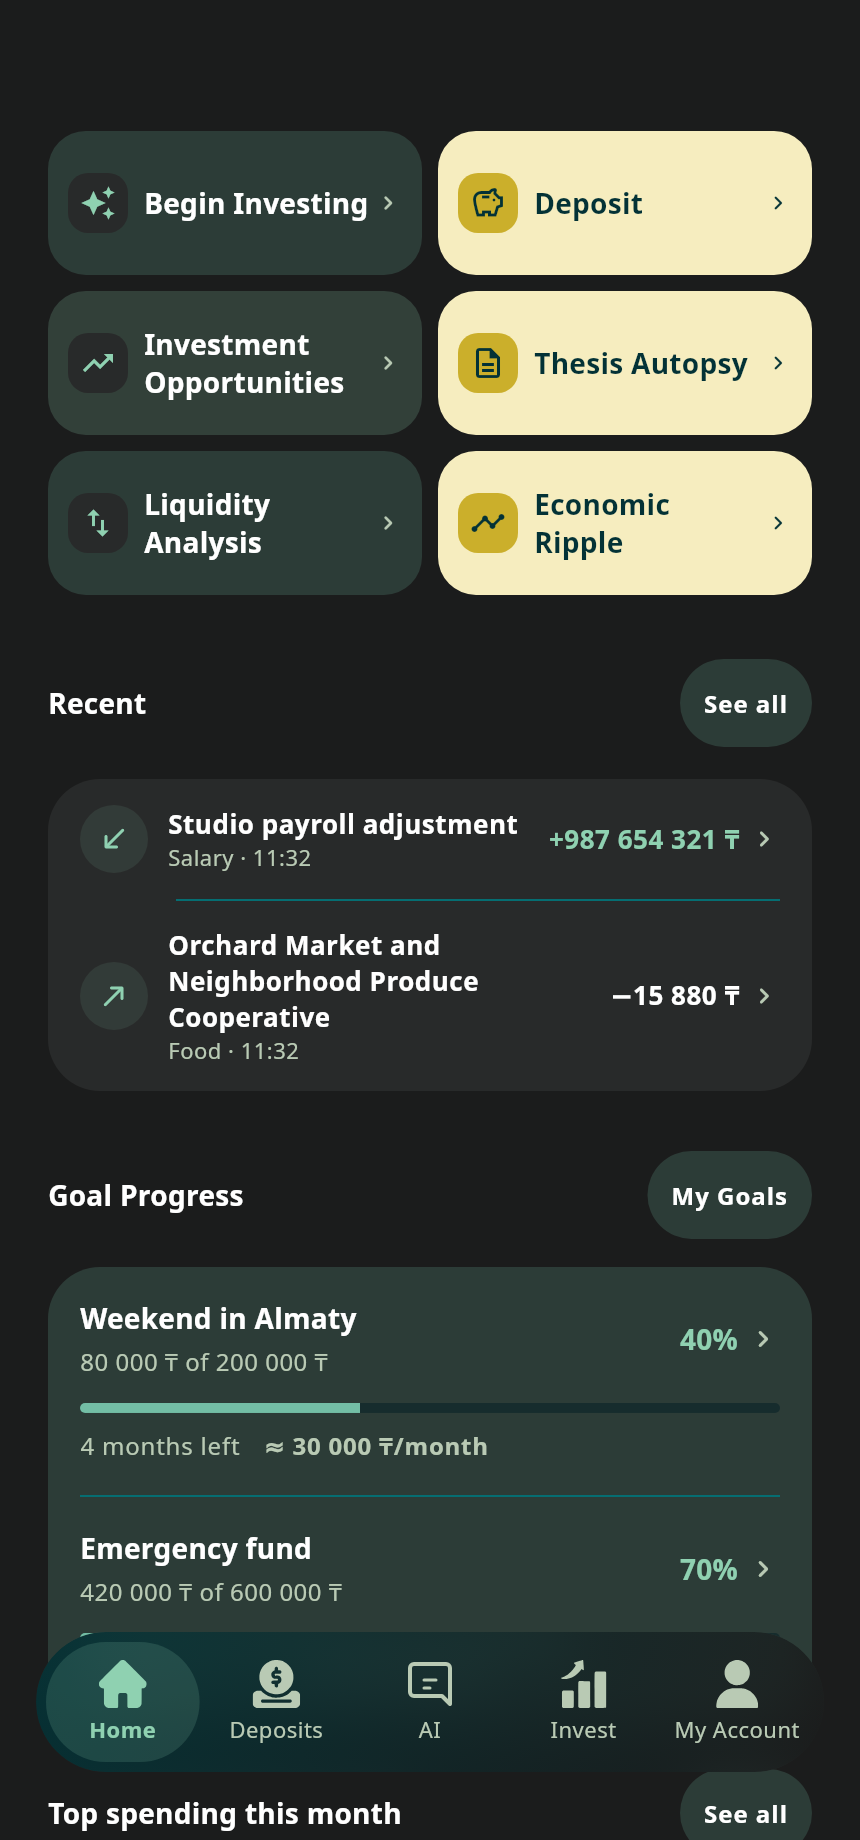 Begin Investing
Deposit
Investment
Opportunities
Thesis Autopsy
Liquidity
Analysis
Economic
Ripple
Recent
See all
Studio payroll adjustment
Salary · 11:32
+987 654 321 ₸
Orchard Market and
Neighborhood Produce
Cooperative
Food · 11:32
−15 880 ₸
Goal Progress
My Goals
Weekend in Almaty
80 000 ₸ of 200 000 ₸
40%
4 months left ≈ 30 000 ₸/month
Emergency fund
420 000 ₸ of 600 000 ₸
70%
Home
Deposits
AI
Invest
My Account
Top spending this month
See all